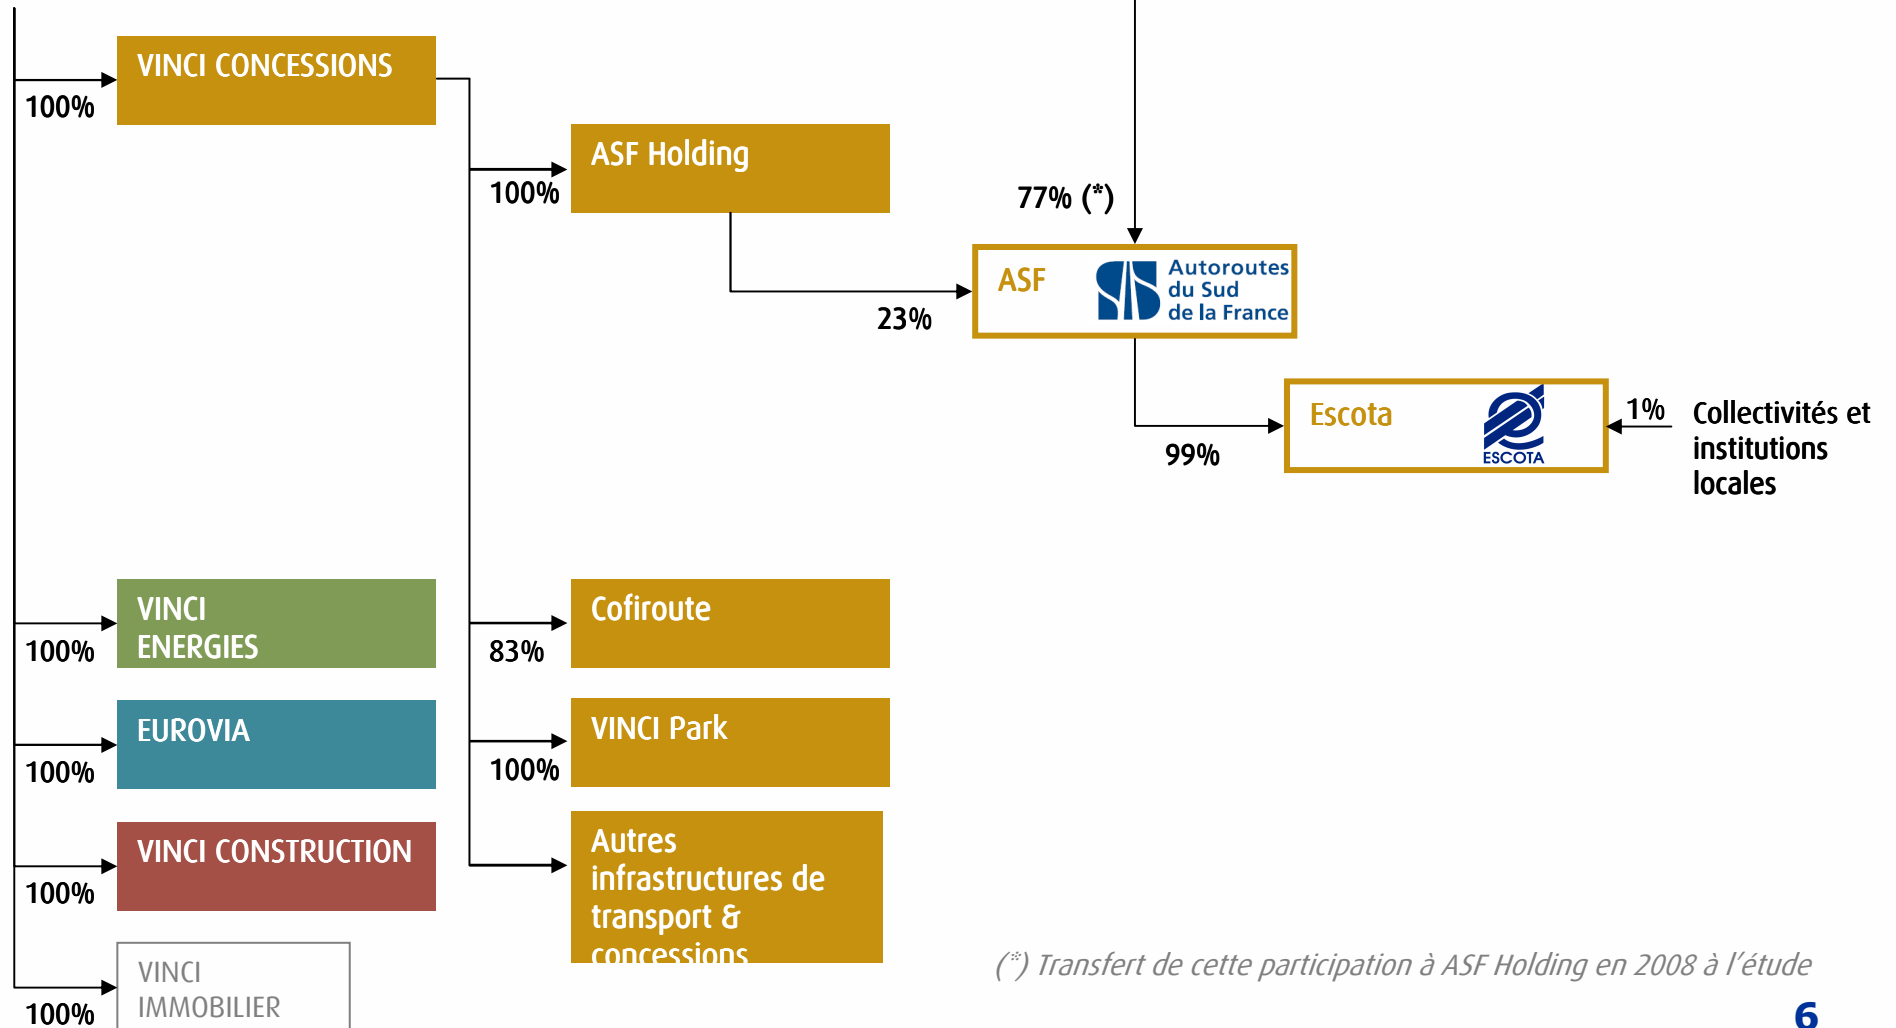 VINCI CONCESSIONS
100%
ASF Holding
100%
77% (*)
ASF
Autoroutes
du Sud
de la France
23%
Escota
ESCOTA
99%
1%
Collectivités et
institutions
locales
VINCI
ENERGIES
100%
Cofiroute
83%
EUROVIA
100%
VINCI Park
100%
VINCI CONSTRUCTION
100%
Autres
infrastructures de
transport &
concessions
VINCI
IMMOBILIER
100%
(*) Transfert de cette participation à ASF Holding en 2008 à l'étude
6